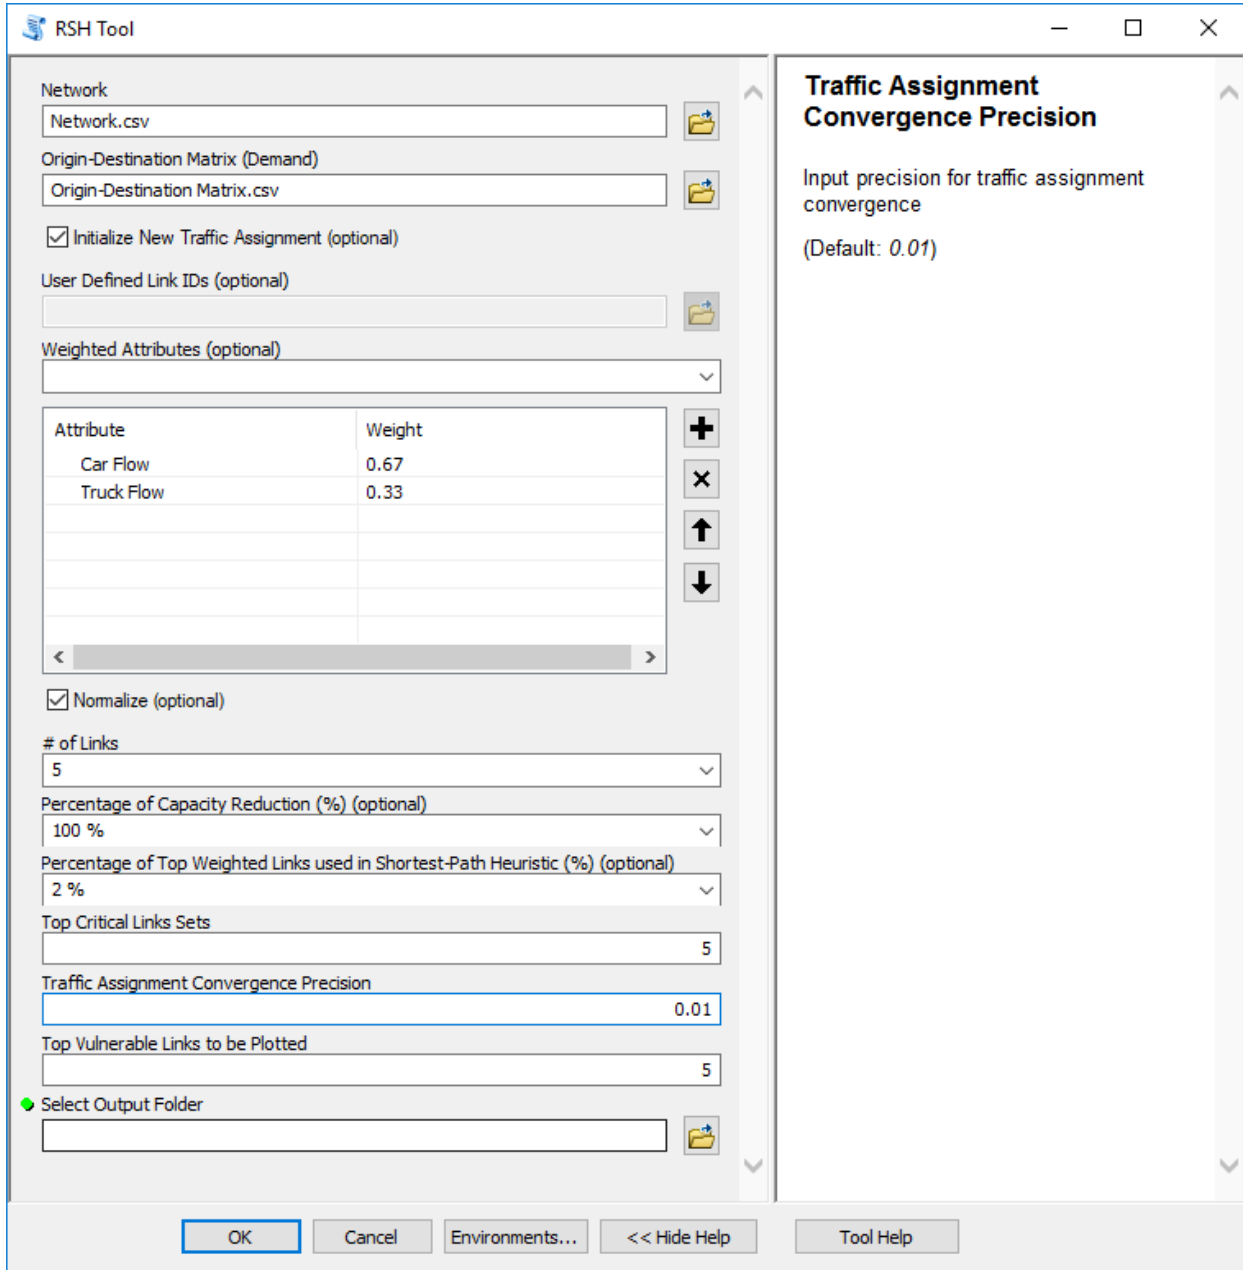 RSH Tool
Network
Network.csv
Origin-Destination Matrix (Demand)
Origin-Destination Matrix.csv
Initialize New Traffic Assignment (optional)
User Defined Link IDs (optional)
Weighted Attributes (optional)
Attribute Weight
Car Flow 0.67
Truck Flow 0.33
Normalize (optional)
# of Links
5
Percentage of Capacity Reduction (%) (optional)
100 %
Percentage of Top Weighted Links used in Shortest-Path Heuristic (%) (optional)
2 %
Top Critical Links Sets
5
Traffic Assignment Convergence Precision
0.01
Top Vulnerable Links to be Plotted
5
Select Output Folder
Traffic Assignment
Convergence Precision
Input precision for traffic assignment
convergence
(Default: 0.01)
OK Cancel Environments... << Hide Help Tool Help